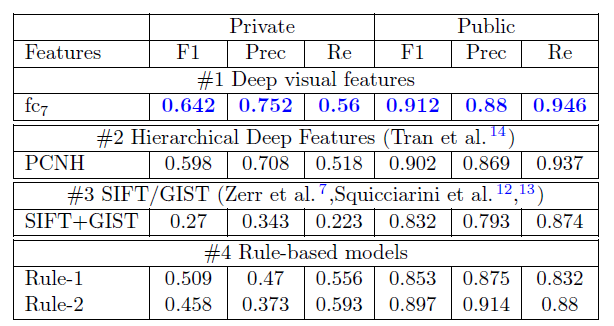 Private Public
Features F1 Prec Re F1 Prec Re
#1 Deep visual features
fc7 0.642 0.752 0.56 0.912 0.88 0.946
#2 Hierarchical Deep Features (Tran et al.14)
PCNH 0.598 0.708 0.518 0.902 0.869 0.937
#3 SIFT/GIST (Zerr et al.7,Squicciarini et al.12,13)
SIFT+GIST 0.27 0.343 0.223 0.832 0.793 0.874
#4 Rule-based models
Rule-1 0.509 0.47 0.556 0.853 0.875 0.832
Rule-2 0.458 0.373 0.593 0.897 0.914 0.88